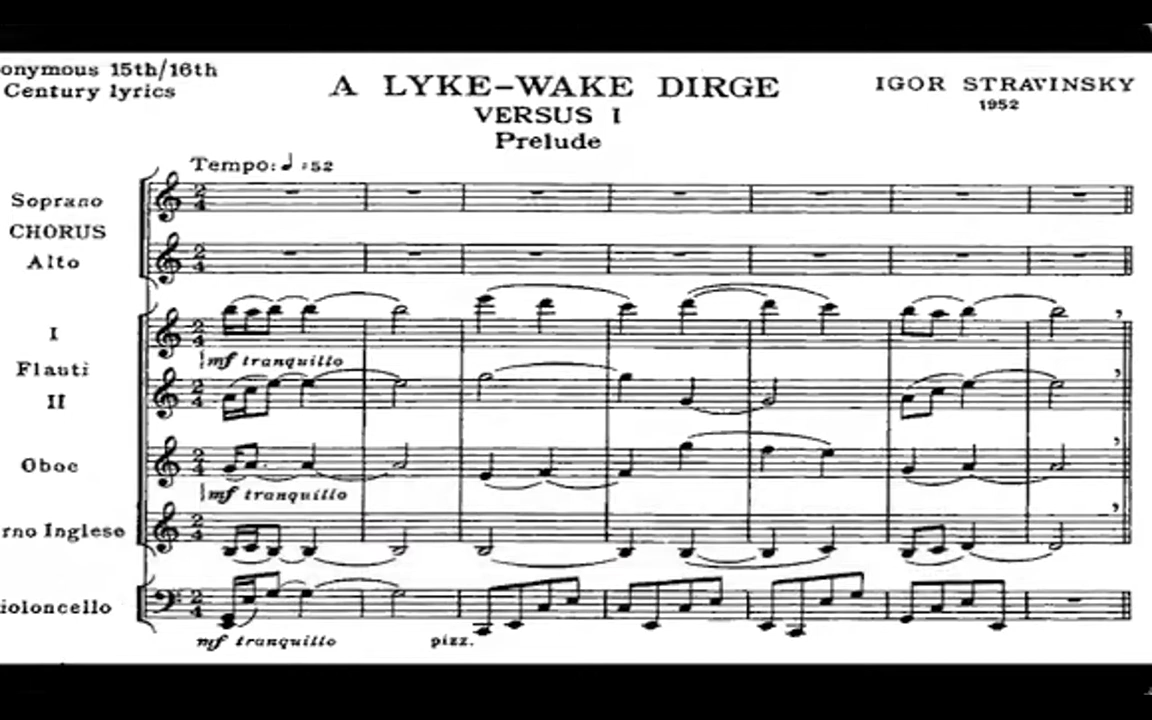 onymous 15th/16th
Century lyrics
A LYKE-WAKE DIRGE
VERSUS I
Prelude
IGOR STRAVINSKY
1952
Tempo: ♩ =52
Soprano
CHORUS
Alto
I
Flauti
II
mf tranquillo
Oboe
mf tranquillo
rno Inglese
ioloncello
mf tranquillo
pizz.